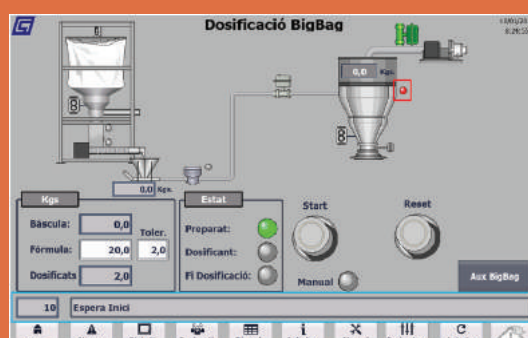 Dosificació BigBag
0,0 Kgs.
0,0 Kgs.
Kgs
Bàscula: 0,0
Toler.
Fórmula: 20,0 2,0
Dosificats 2,0
Estat
Preparat:
Dosificant:
Fi Dosificació:
Start
Reset
Manual
Aux BigBag
10 Espera Inici